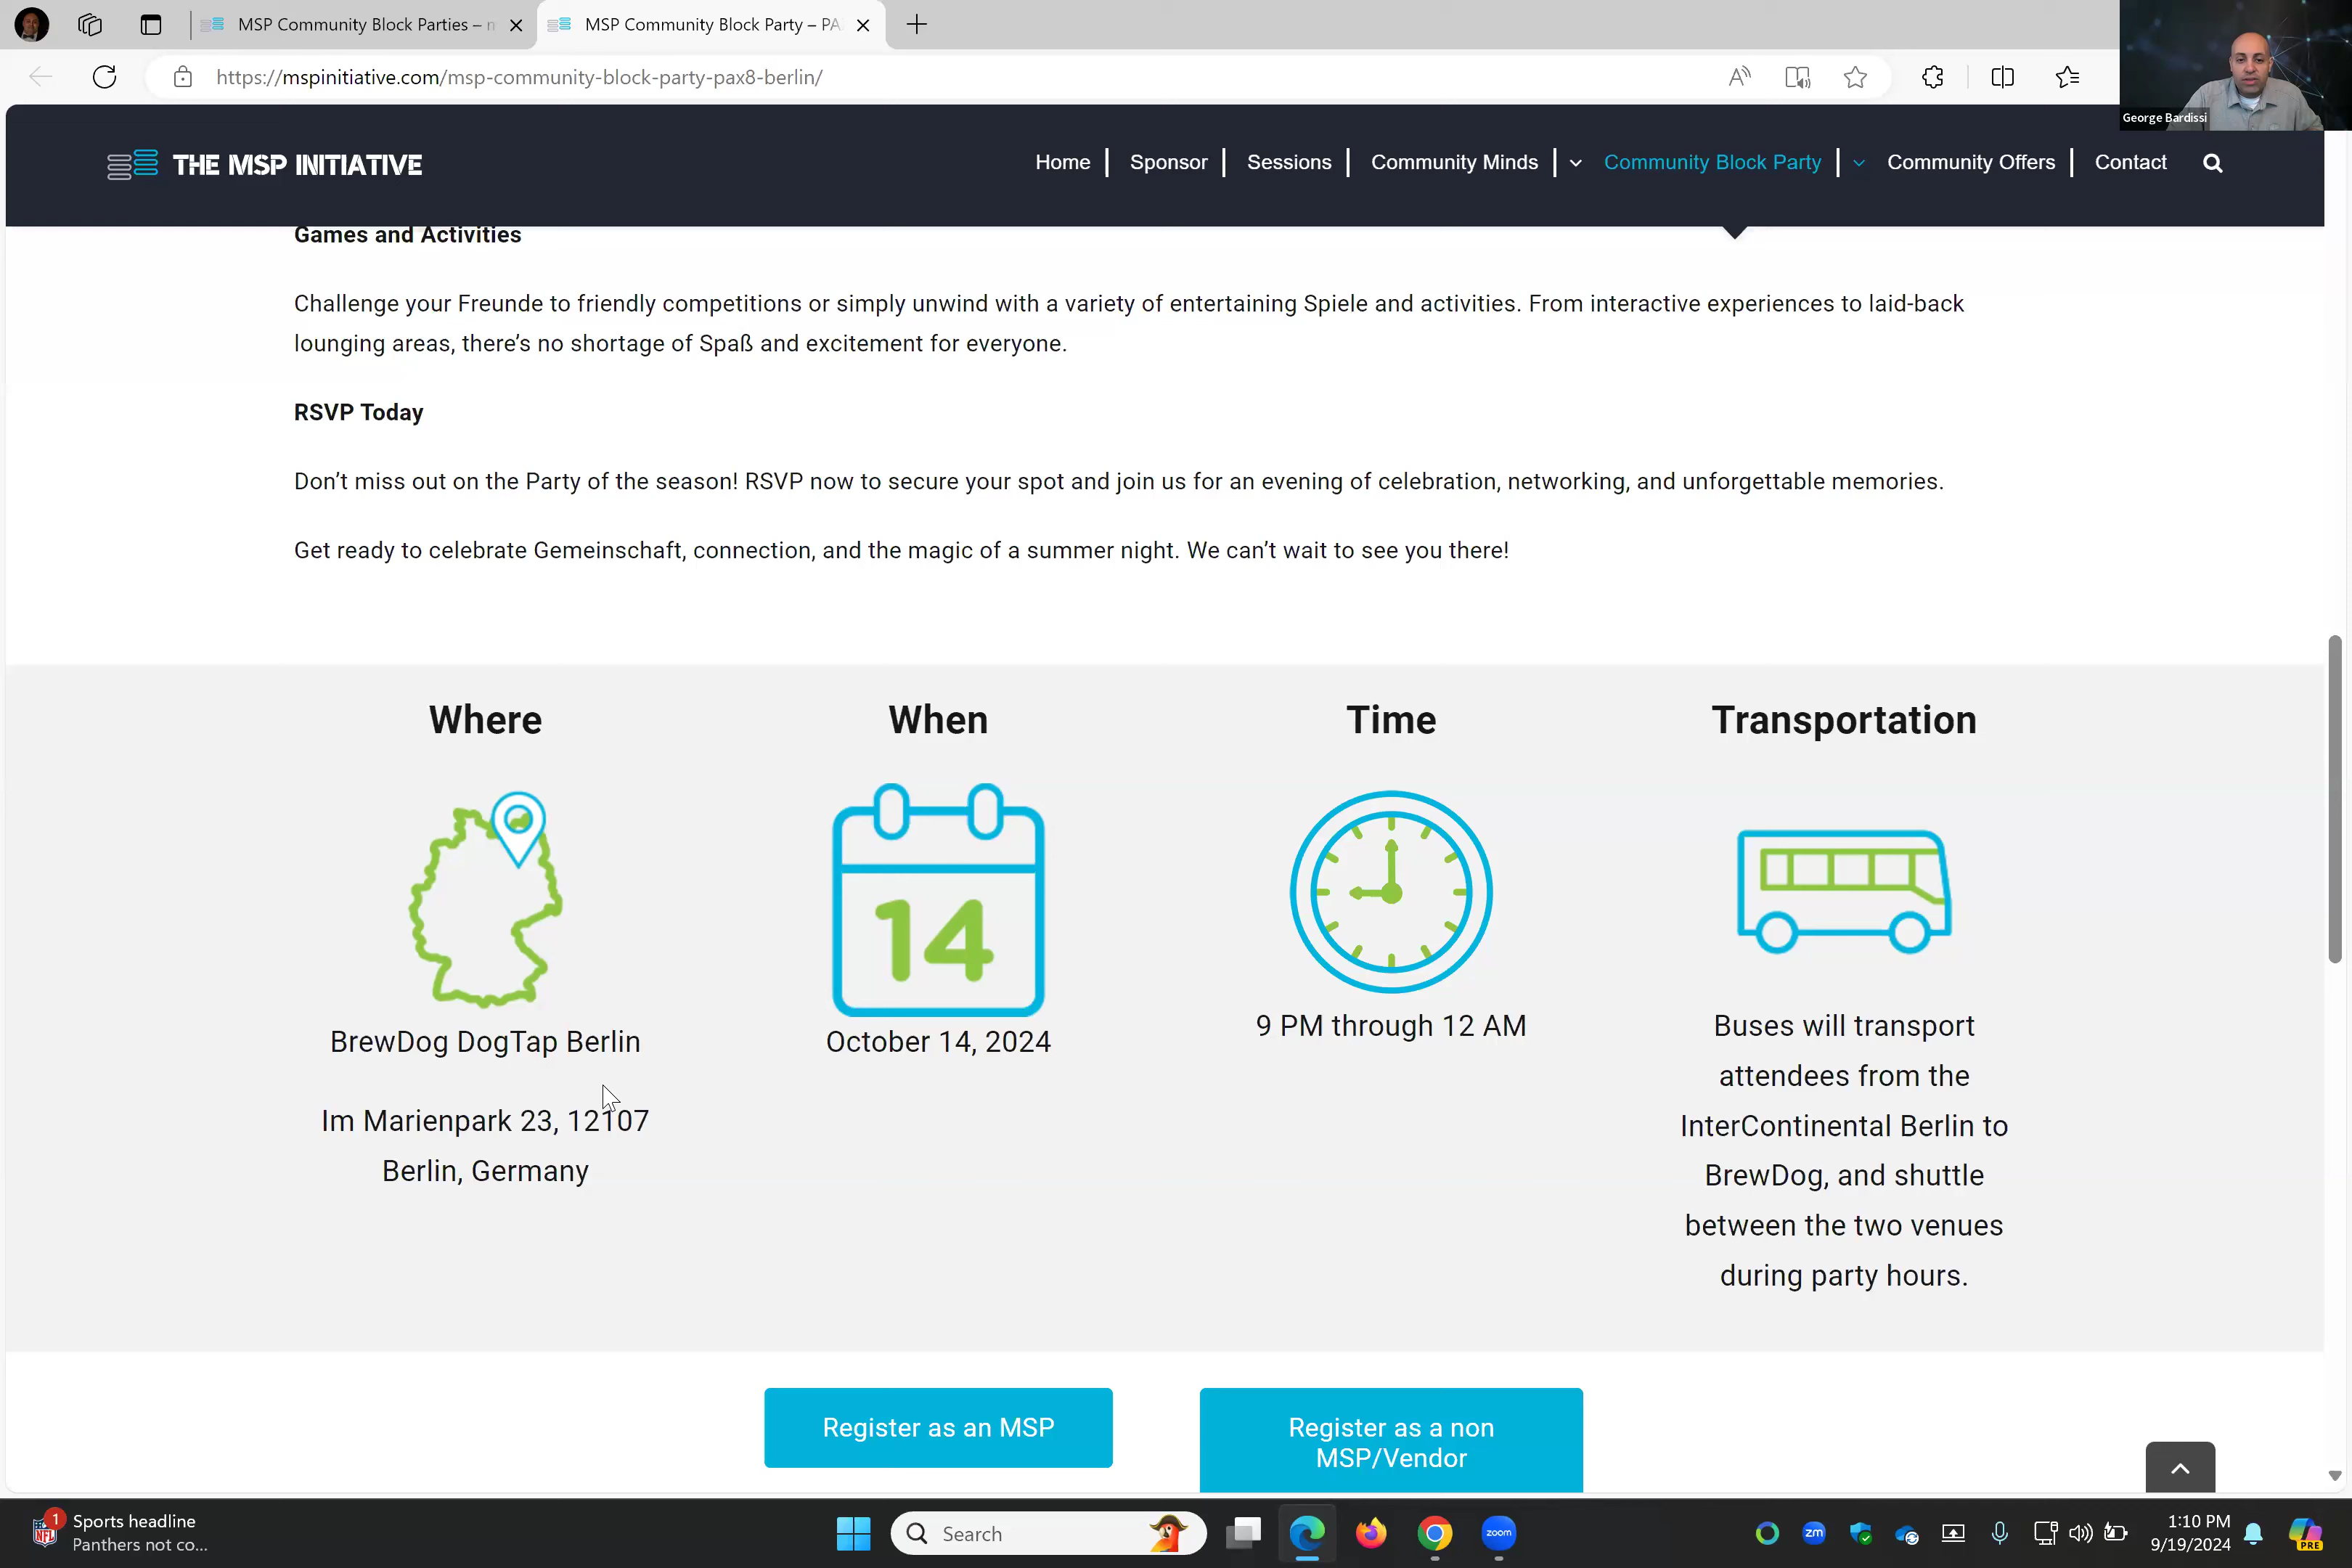 MSP Community Block Parties – n
MSP Community Block Party – PA
https://mspinitiative.com/msp-community-block-party-pax8-berlin/
George Bardissi
THE MSP INITIATIVE
Home
Sponsor
Sessions
Community Minds
Community Block Party
Community Offers
Contact
Games and Activities
Challenge your Freunde to friendly competitions or simply unwind with a variety of entertaining Spiele and activities. From interactive experiences to laid-back
lounging areas, there's no shortage of Spaß and excitement for everyone.
RSVP Today
Don't miss out on the Party of the season! RSVP now to secure your spot and join us for an evening of celebration, networking, and unforgettable memories.
Get ready to celebrate Gemeinschaft, connection, and the magic of a summer night. We can't wait to see you there!
Where
BrewDog DogTap Berlin
Im Marienpark 23, 12107
Berlin, Germany
When
14
October 14, 2024
Time
9 PM through 12 AM
Transportation
Buses will transport
attendees from the
InterContinental Berlin to
BrewDog, and shuttle
between the two venues
during party hours.
Register as an MSP
Register as a non
MSP/Vendor
NFL
1
Sports headline
Panthers not co...
Search
zoom
zm
1:10 PM
9/19/2024
PRE